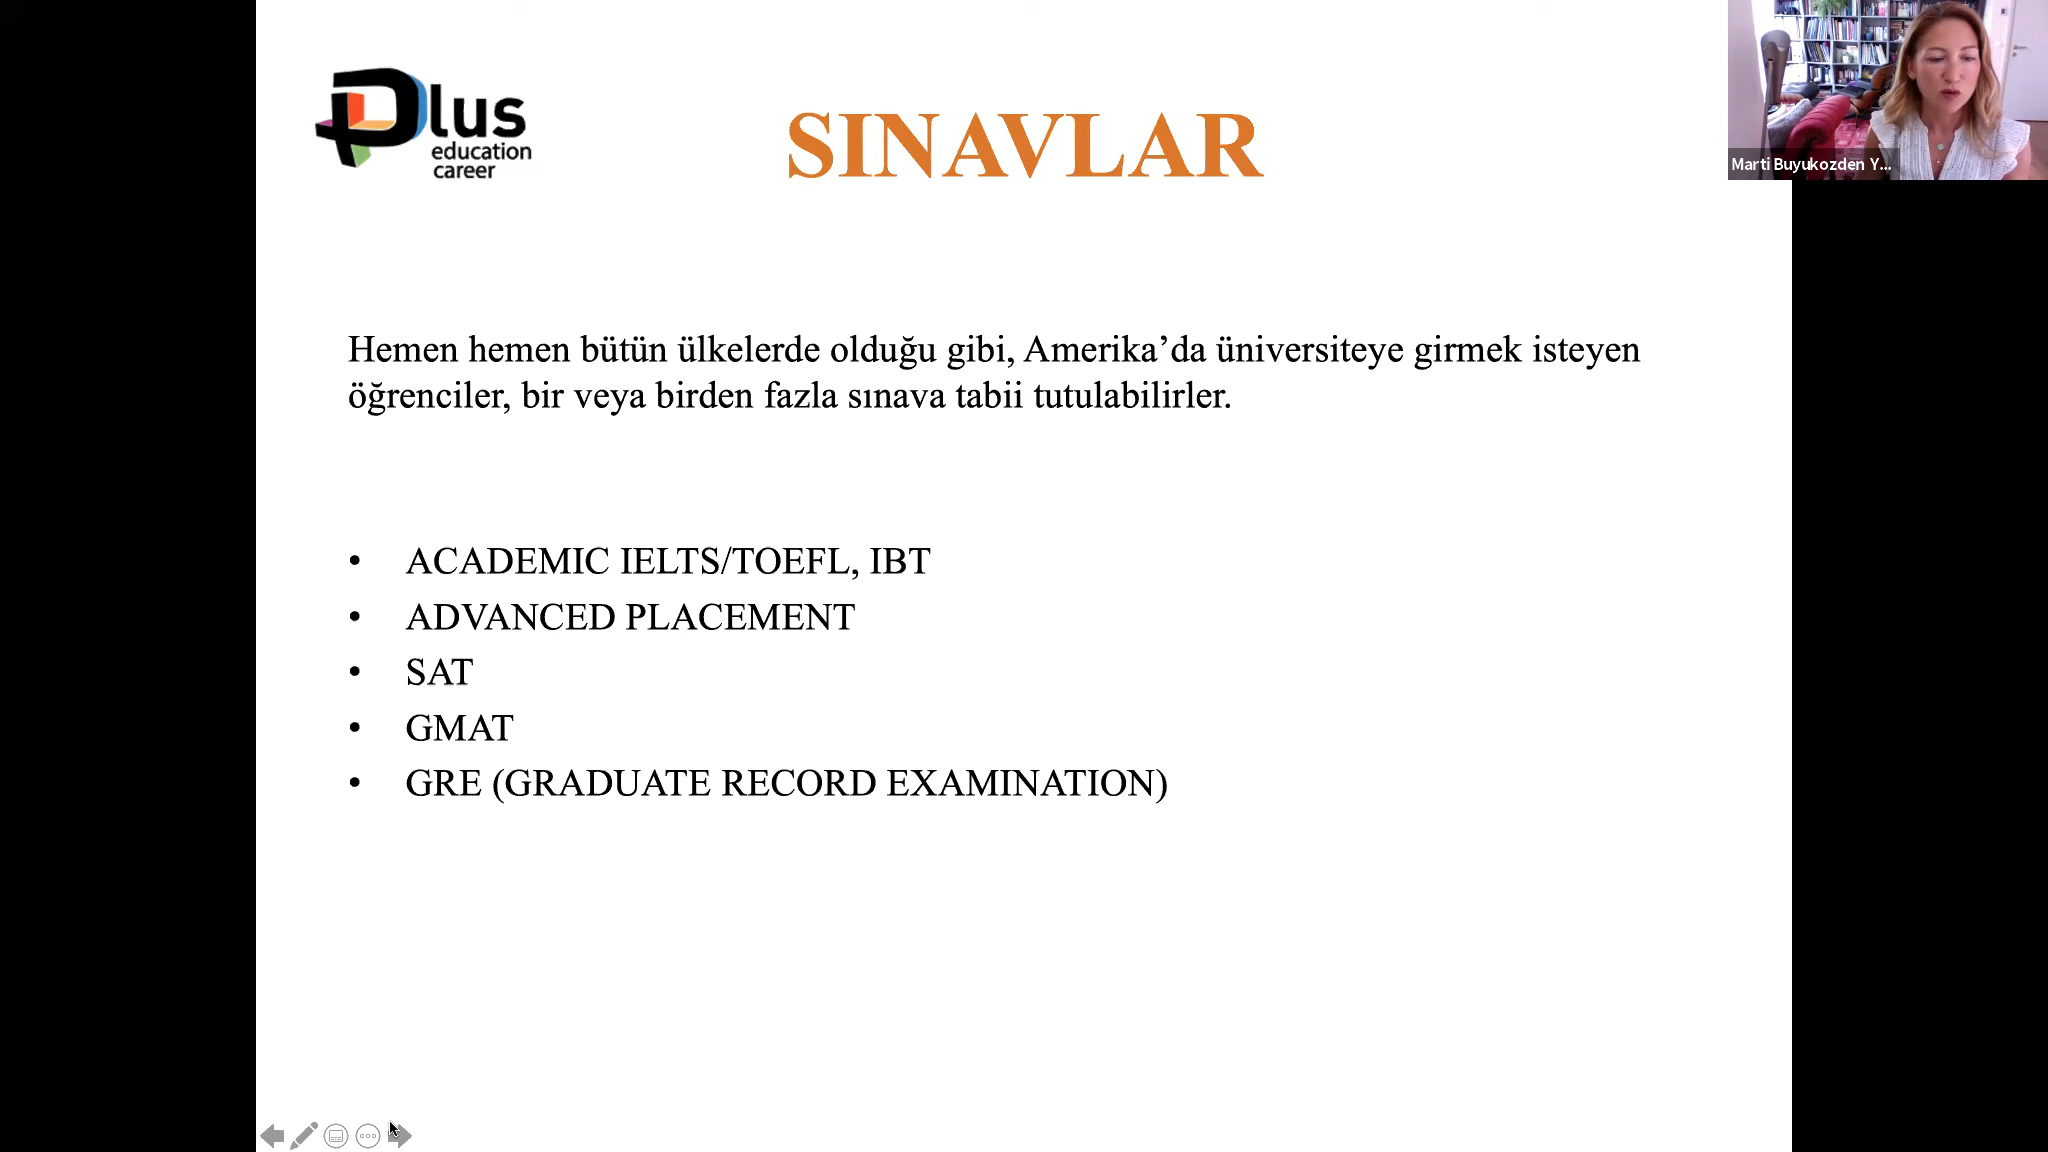 Plus
education
career
SINAVLAR
Marti Buyukozden Y...
Hemen hemen bütün ülkelerde olduğu gibi, Amerika’da üniversiteye girmek isteyen
öğrenciler, bir veya birden fazla sınava tabii tutulabilirler.
• ACADEMIC IELTS/TOEFL, IBT
• ADVANCED PLACEMENT
• SAT
• GMAT
• GRE (GRADUATE RECORD EXAMINATION)